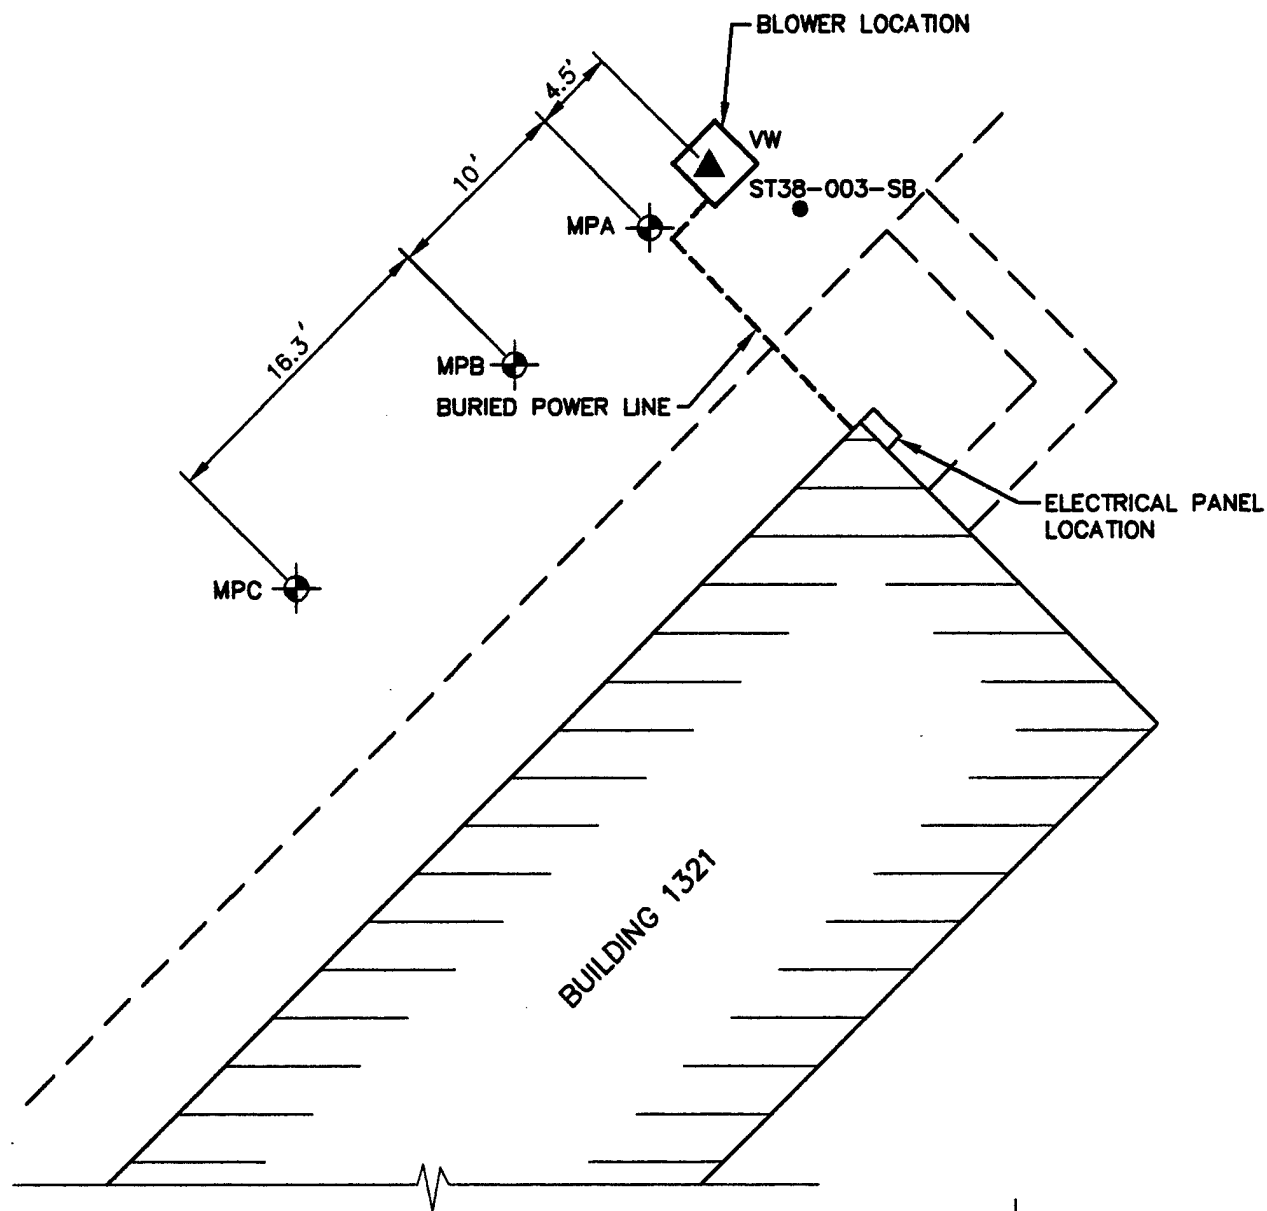 BLOWER LOCATION
4.5'
VW
10'
ST38-003-SB
MPA
16.3'
MPB
BURIED POWER LINE
ELECTRICAL PANEL
LOCATION
MPC
BUILDING 1321